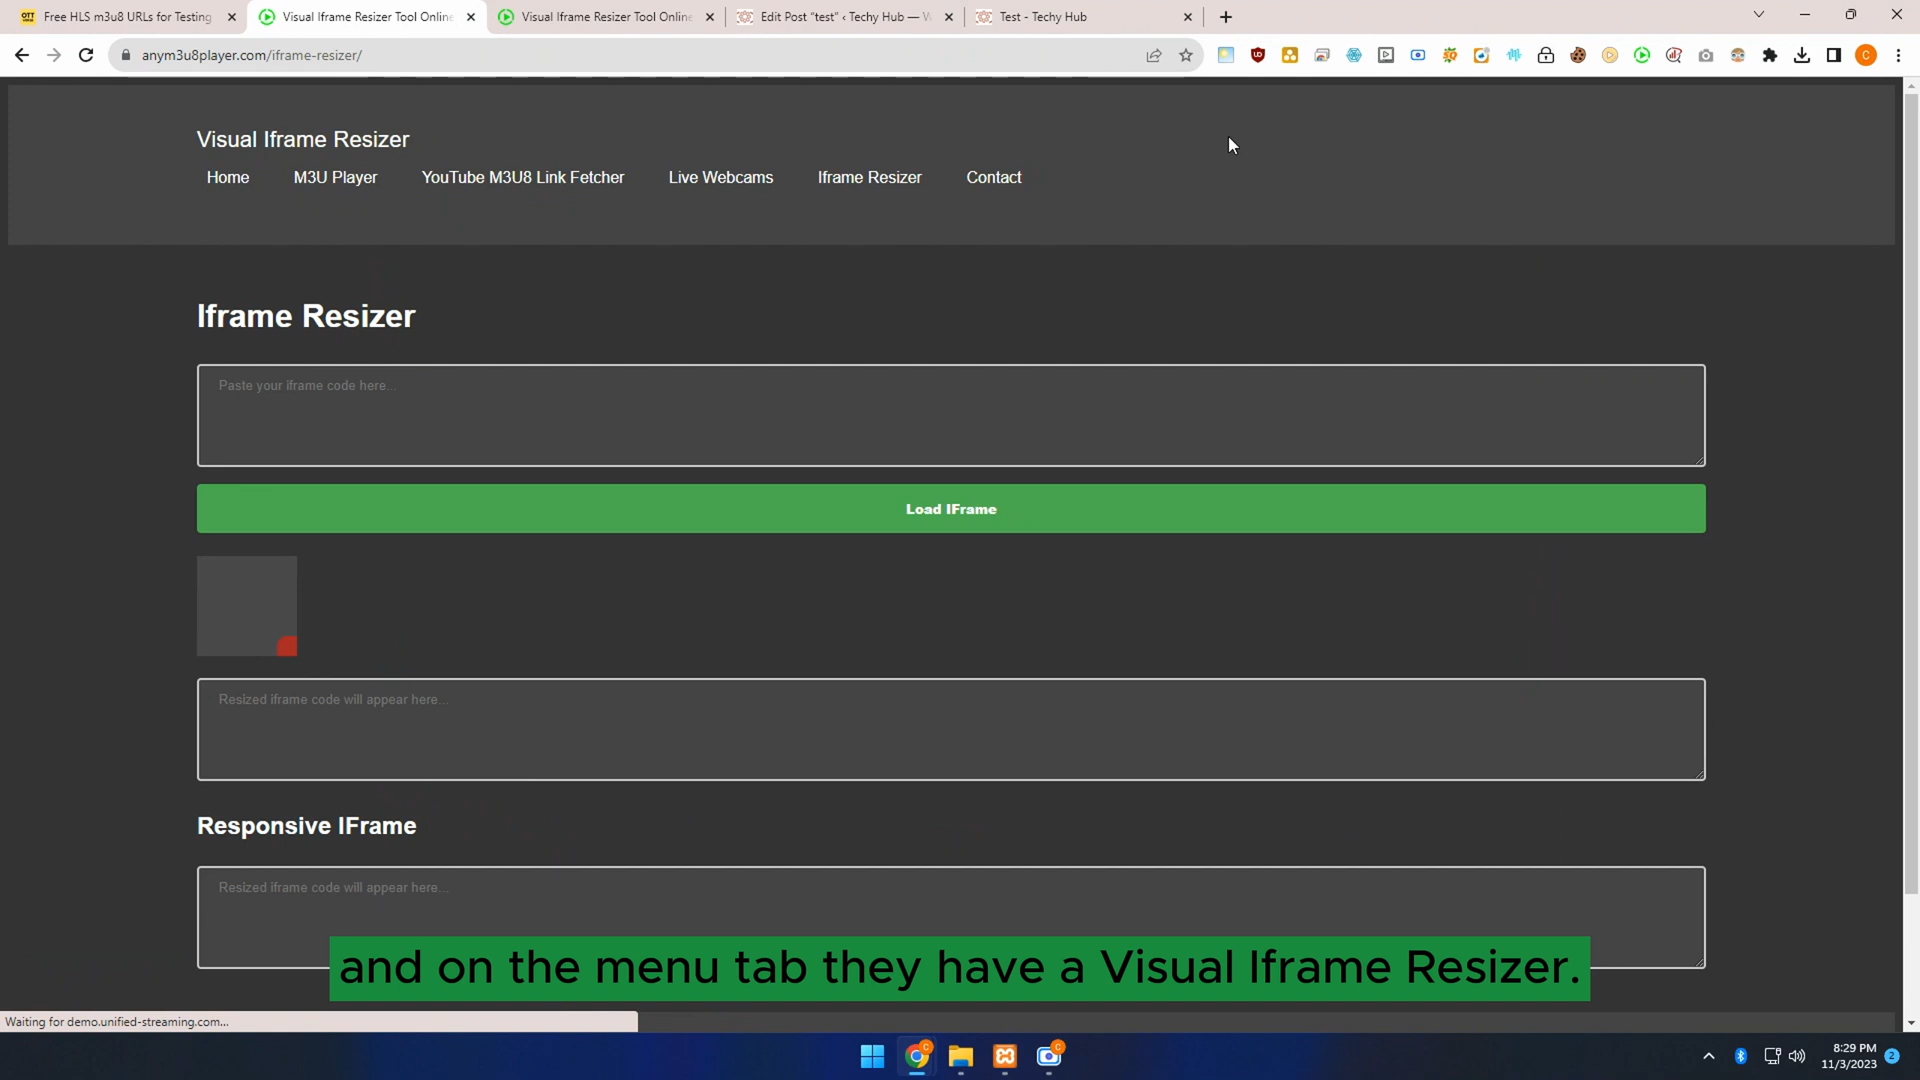 Free HLS m3u8 URLs for Testing
Visual Iframe Resizer Tool Online
Visual Iframe Resizer Tool Online
Edit Post “test” ‹ Techy Hub — W
Test - Techy Hub
anym3u8player.com/iframe-resizer/
Visual Iframe Resizer
Home M3U Player YouTube M3U8 Link Fetcher Live Webcams Iframe Resizer Contact
Iframe Resizer
Paste your iframe code here...
Load IFrame
Resized iframe code will appear here...
Responsive IFrame
Resized iframe code will appear here...
and on the menu tab they have a Visual Iframe Resizer.
Waiting for demo.unified-streaming.com...
8:29 PM
11/3/2023
2